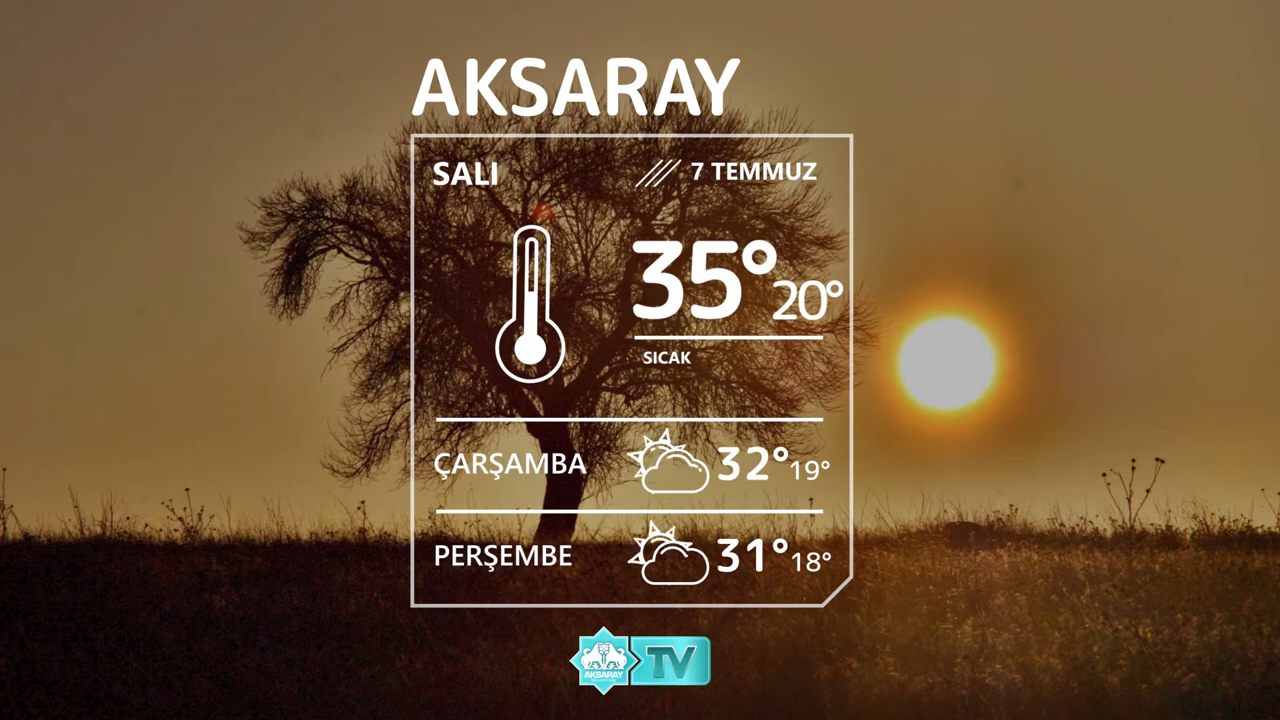 AKSARAY
SALI
7 TEMMUZ
35° 20°
SICAK
ÇARŞAMBA 32° 19°
PERŞEMBE 31° 18°
AKSARAY
TV